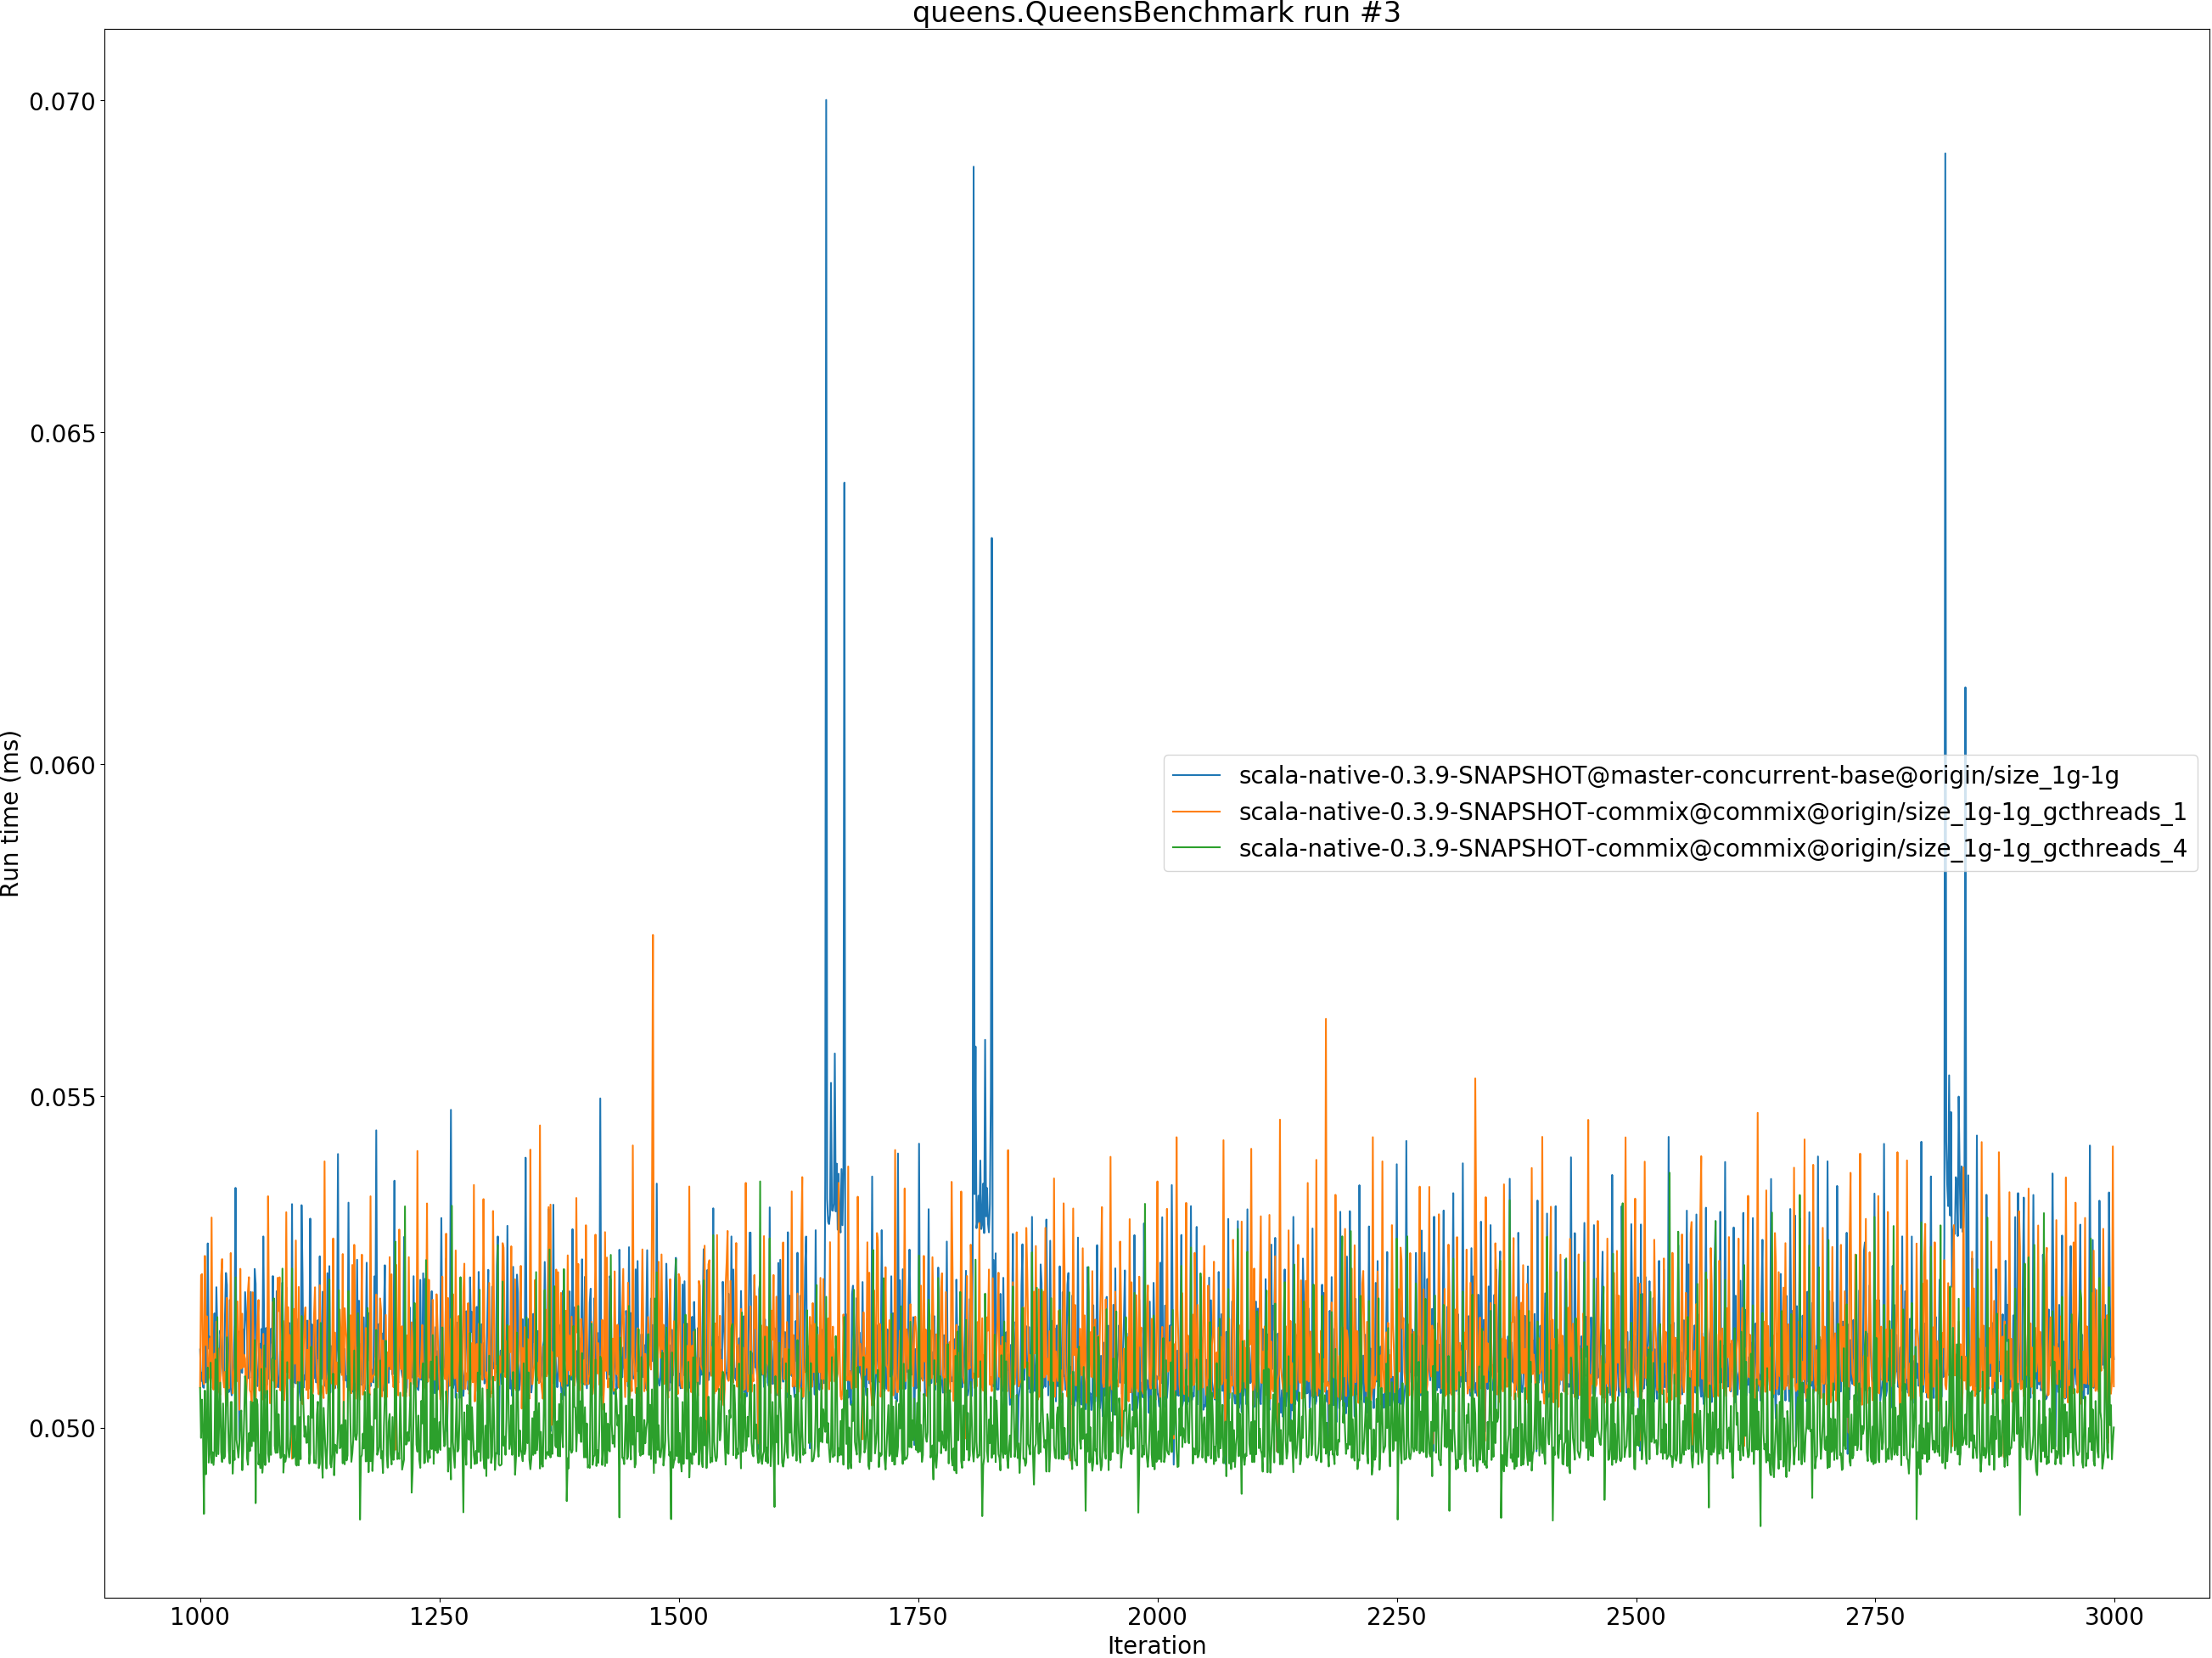 queens.QueensBenchmark run #3
0.070
0.065
0.060
0.055
0.050
Run time (ms)
scala-native-0.3.9-SNAPSHOT@master-concurrent-base@origin/size_1g-1g
scala-native-0.3.9-SNAPSHOT-commix@commix@origin/size_1g-1g_gcthreads_1
scala-native-0.3.9-SNAPSHOT-commix@commix@origin/size_1g-1g_gcthreads_4
1000 1250 1500 1750 2000 2250 2500 2750 3000
Iteration